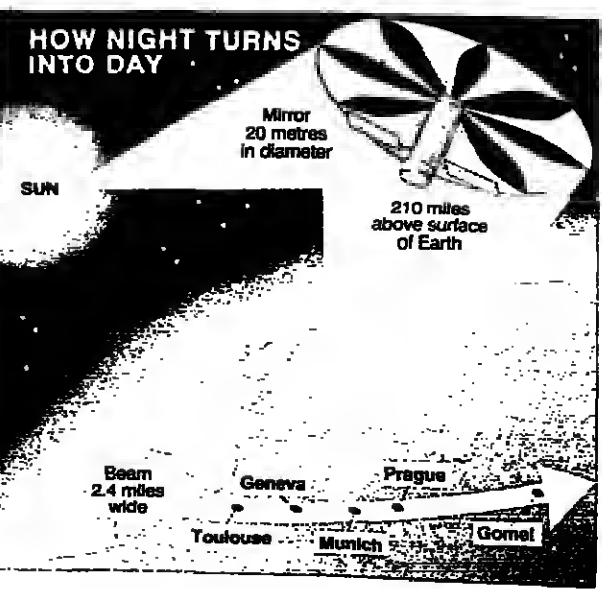 HOW NIGHT TURNS
INTO DAY
Mirror
20 metres
in diameter
SUN
210 miles
above surface
of Earth
Beam
2.4 miles
wide
Geneva
Prague
Toulouse
Munich
Gomel